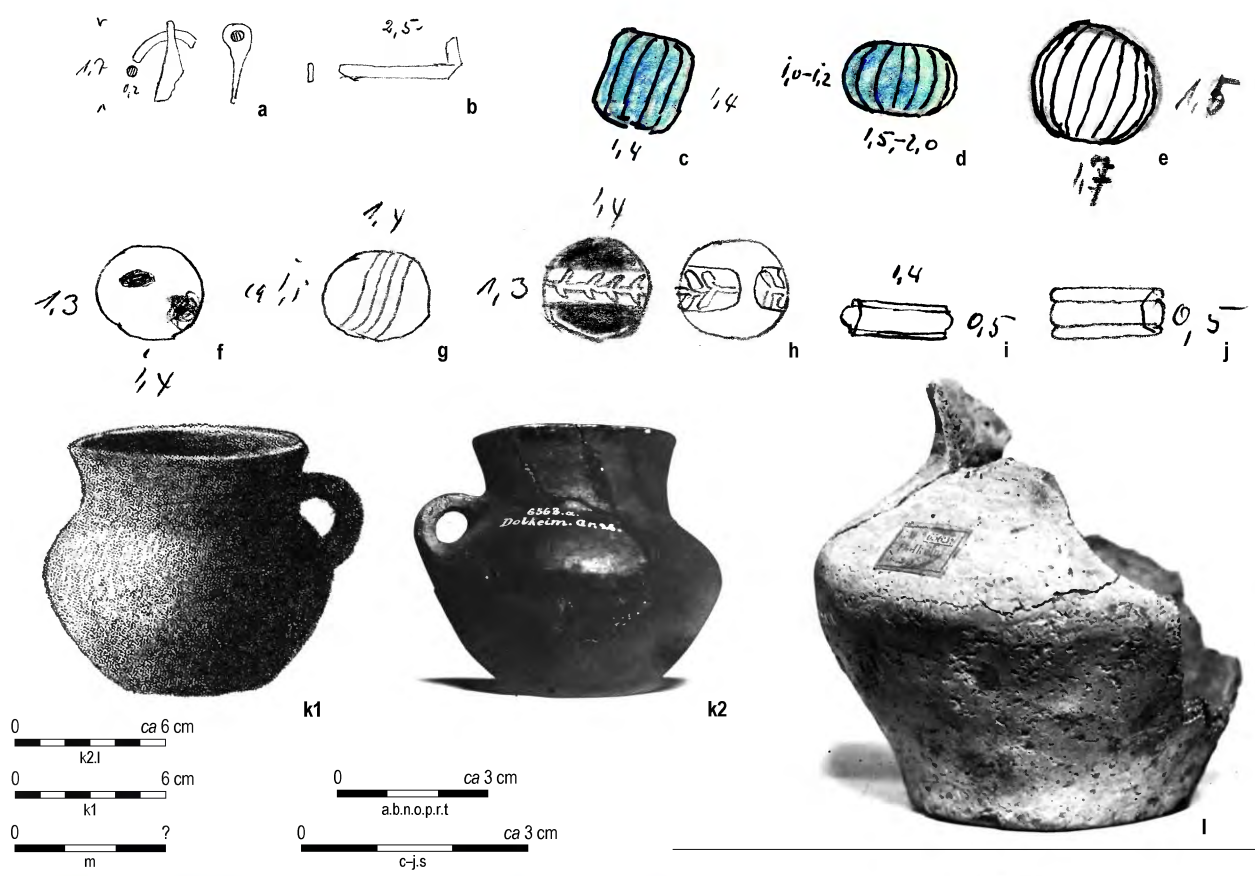 1,7
0,2
a
2,5
b
1,4
1,4
c
1,0-1,2
1,5-2,0
d
1,5
1,7
e
1,3
1,4
f
1,4
ca
g
1,4
1,3
h
1,4
0,5
i
0,5
j
k1
6568.a.
Dolkeim.
k2
l
0 ca 6 cm
k2.l
0 6 cm
k1
0 ?
m
0 ca 3 cm
a.b.n.o.p.r.t
0 ca 3 cm
c–j.s